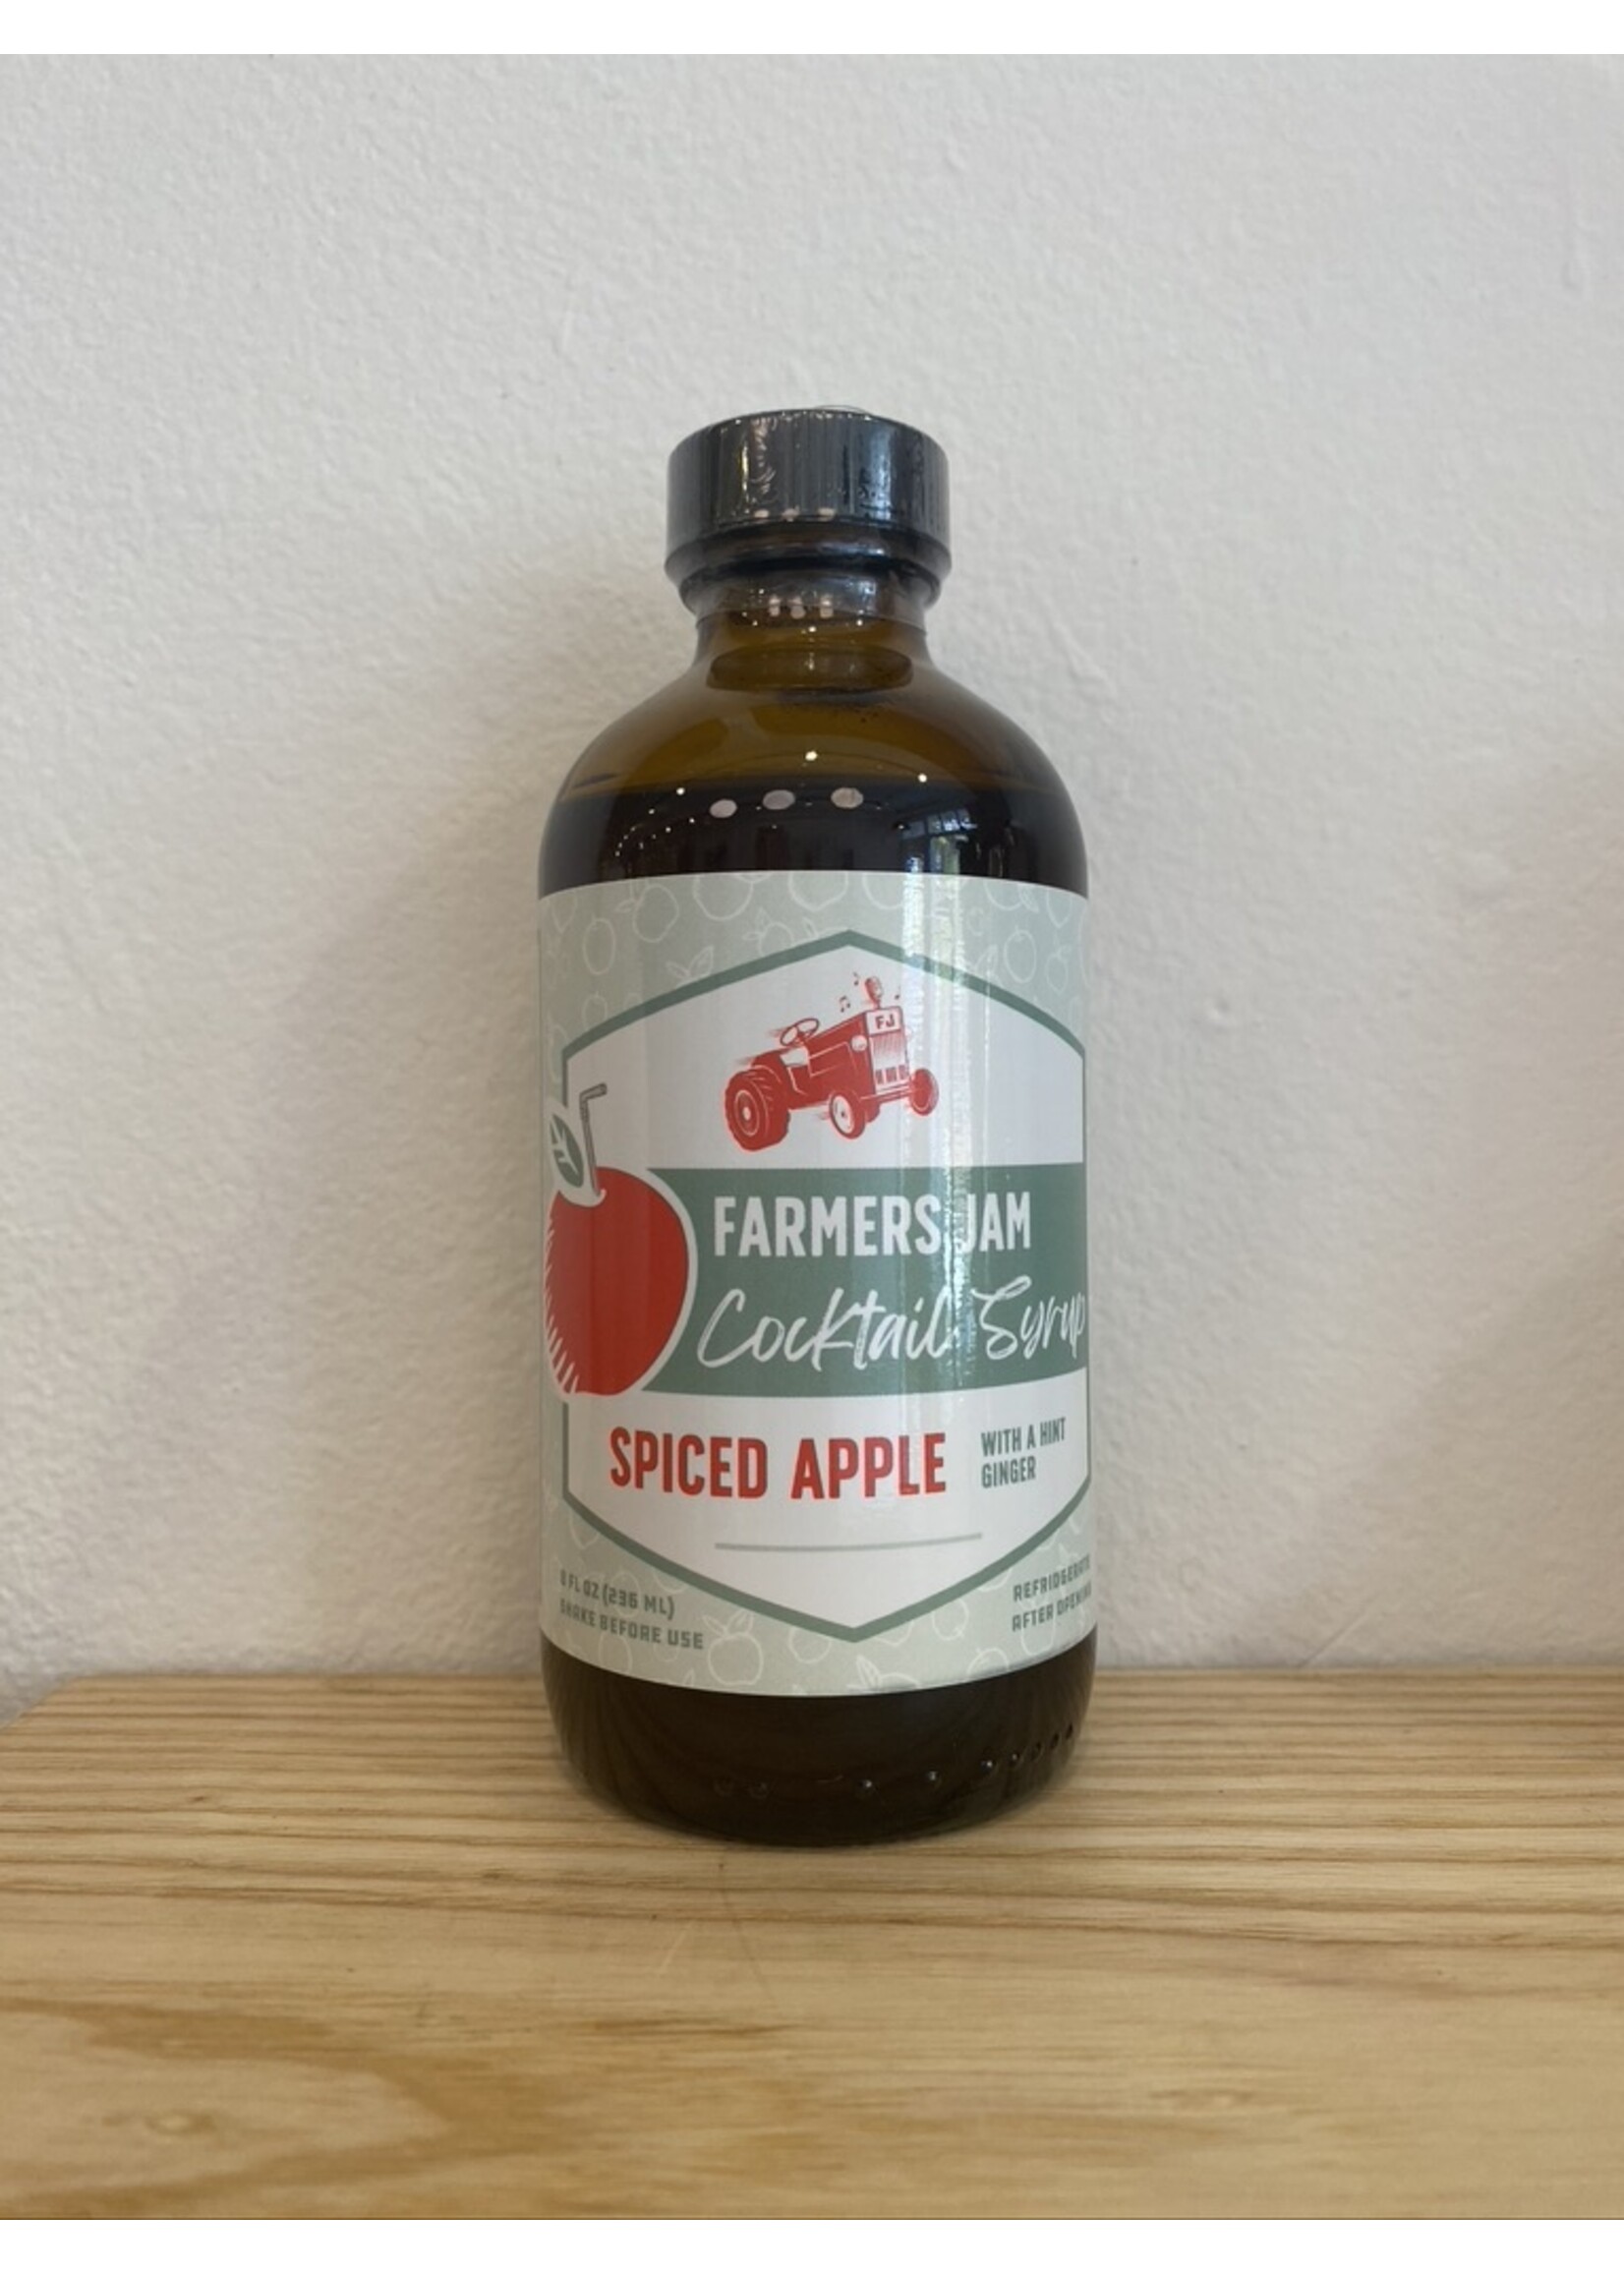 FJ
FARMERS JAM
Cocktail Syrup
SPICED APPLE
WITH A HINT
GINGER
8 FL OZ (236 ML)
SHAKE BEFORE USE
REFRIDGERATE
AFTER OPENING